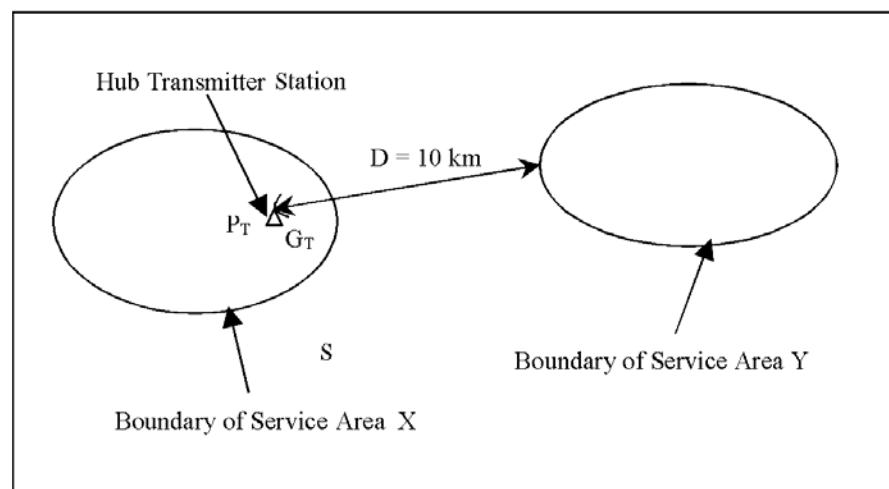 Hub Transmitter Station
D = 10 km
P_T
G_T
S
Boundary of Service Area Y
Boundary of Service Area X